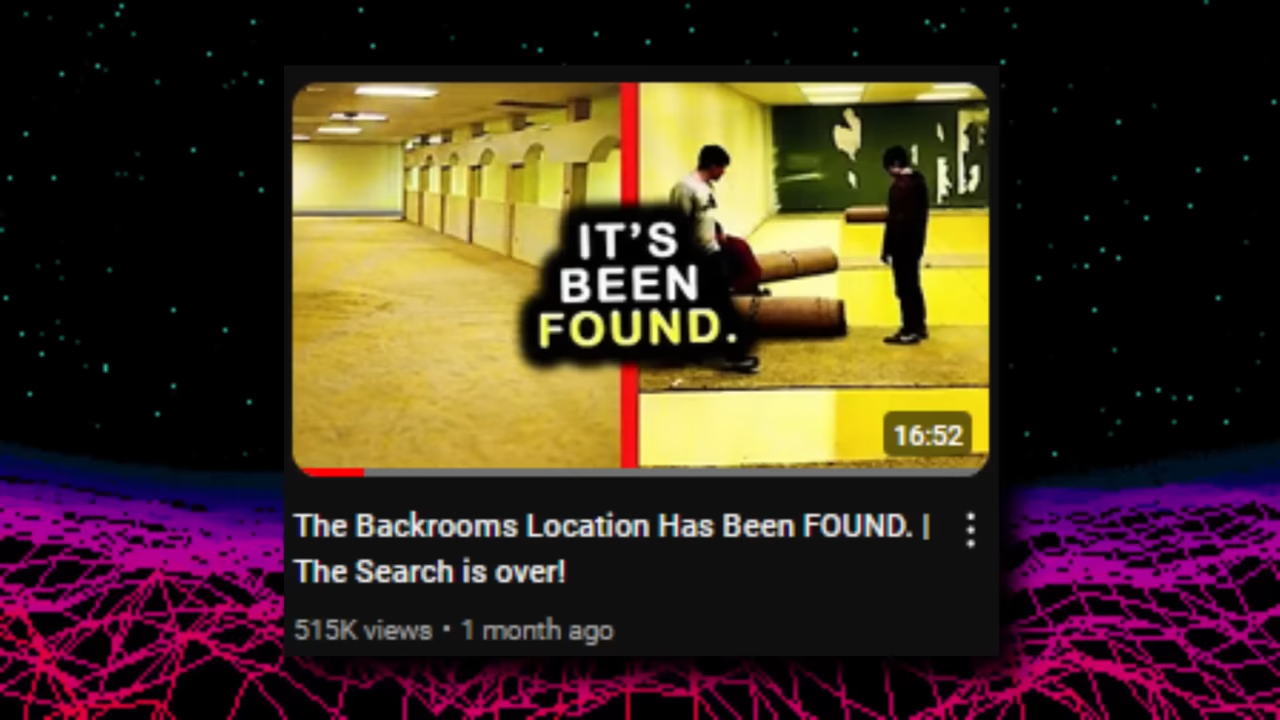 IT'S
BEEN
FOUND.
16:52
The Backrooms Location Has Been FOUND. |
The Search is over!
515K views • 1 month ago